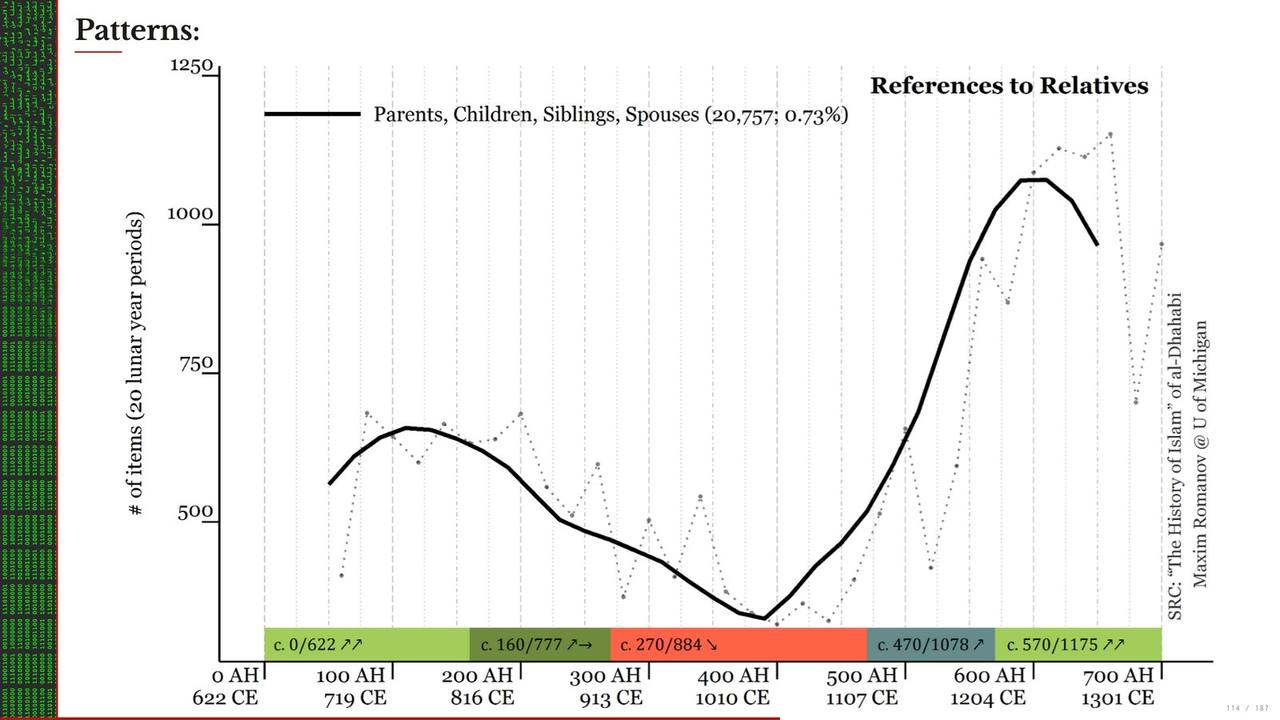 Patterns:
1250
References to Relatives
Parents, Children, Siblings, Spouses (20,757; 0.73%)
1000
750
500
# of items (20 lunar year periods)
SRC: “The History of Islam” of al-Dhahabi
Maxim Romanov @ U of Michigan
c. 0/622 ↗↗
c. 160/777 ↗→
c. 270/884 ↘
c. 470/1078 ↗
c. 570/1175 ↗↗
0 AH 100 AH 200 AH 300 AH 400 AH 500 AH 600 AH 700 AH
622 CE 719 CE 816 CE 913 CE 1010 CE 1107 CE 1204 CE 1301 CE
114 / 187